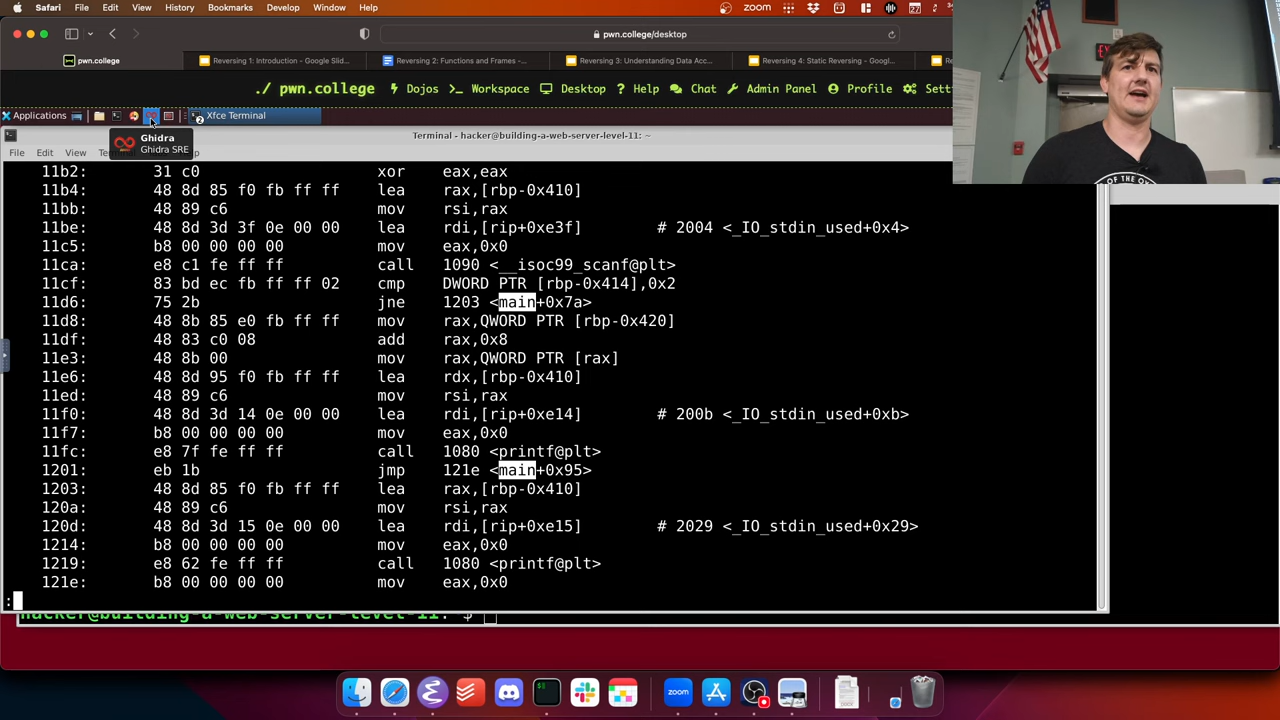 Safari File Edit View History Bookmarks Develop Window Help zoom 27
pwn.college/desktop
pwn.college Reversing 1: Introduction - Google Slid... Reversing 2: Functions and Frames -... Reversing 3: Understanding Data Acc... Reversing 4: Static Reversing - Googl... Re
./ pwn.college Dojos Workspace Desktop Help Chat Admin Panel Profile Sett
Applications Xfce Terminal
Terminal - hacker@building-a-web-server-level-11: ~
Ghidra
Ghidra SRE
File Edit View Termi
11b2: 31 c0 xor eax,eax
11b4: 48 8d 85 f0 fb ff ff lea rax,[rbp-0x410]
11bb: 48 89 c6 mov rsi,rax
11be: 48 8d 3d 3f 0e 00 00 lea rdi,[rip+0xe3f] # 2004 <_IO_stdin_used+0x4>
11c5: b8 00 00 00 00 mov eax,0x0
11ca: e8 c1 fe ff ff call 1090 <__isoc99_scanf@plt>
11cf: 83 bd ec fb ff ff 02 cmp DWORD PTR [rbp-0x414],0x2
11d6: 75 2b jne 1203 <main+0x7a>
11d8: 48 8b 85 e0 fb ff ff mov rax,QWORD PTR [rbp-0x420]
11df: 48 83 c0 08 add rax,0x8
11e3: 48 8b 00 mov rax,QWORD PTR [rax]
11e6: 48 8d 95 f0 fb ff ff lea rdx,[rbp-0x410]
11ed: 48 89 c6 mov rsi,rax
11f0: 48 8d 3d 14 0e 00 00 lea rdi,[rip+0xe14] # 200b <_IO_stdin_used+0xb>
11f7: b8 00 00 00 00 mov eax,0x0
11fc: e8 7f fe ff ff call 1080 <printf@plt>
1201: eb 1b jmp 121e <main+0x95>
1203: 48 8d 85 f0 fb ff ff lea rax,[rbp-0x410]
120a: 48 89 c6 mov rsi,rax
120d: 48 8d 3d 15 0e 00 00 lea rdi,[rip+0xe15] # 2029 <_IO_stdin_used+0x29>
1214: b8 00 00 00 00 mov eax,0x0
1219: e8 62 fe ff ff call 1080 <printf@plt>
121e: b8 00 00 00 00 mov eax,0x0
:
hacker@building-a-web-server-level-11:~$
zoom